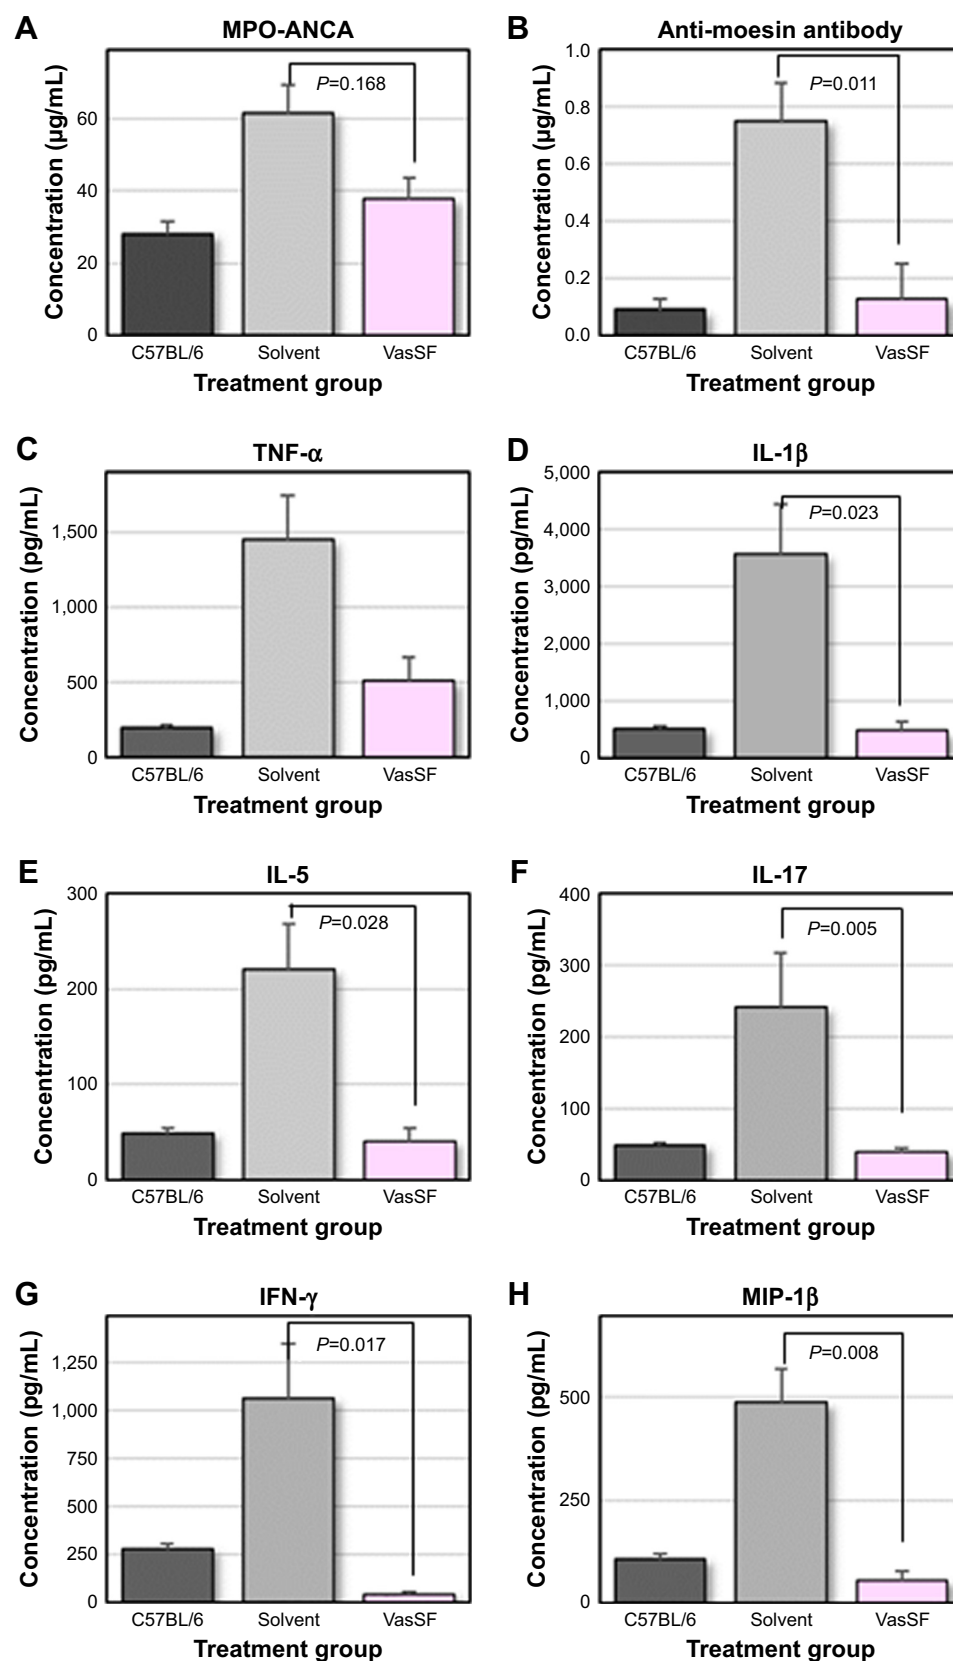 A
MPO-ANCA
Concentration (µg/mL)
60
40
20
0
P=0.168
C57BL/6 Solvent VasSF
Treatment group
B
Anti-moesin antibody
Concentration (µg/mL)
1.0
0.8
0.6
0.4
0.2
0.0
P=0.011
C57BL/6 Solvent VasSF
Treatment group
C
TNF-α
Concentration (pg/mL)
1,500
1,000
500
0
C57BL/6 Solvent VasSF
Treatment group
D
IL-1β
Concentration (pg/mL)
5,000
4,000
3,000
2,000
1,000
0
P=0.023
C57BL/6 Solvent VasSF
Treatment group
E
IL-5
Concentration (pg/mL)
300
200
100
0
P=0.028
C57BL/6 Solvent VasSF
Treatment group
F
IL-17
Concentration (pg/mL)
400
300
200
100
0
P=0.005
C57BL/6 Solvent VasSF
Treatment group
G
IFN-γ
Concentration (pg/mL)
1,250
1,000
750
500
250
0
P=0.017
C57BL/6 Solvent VasSF
Treatment group
H
MIP-1β
Concentration (pg/mL)
500
250
0
P=0.008
C57BL/6 Solvent VasSF
Treatment group